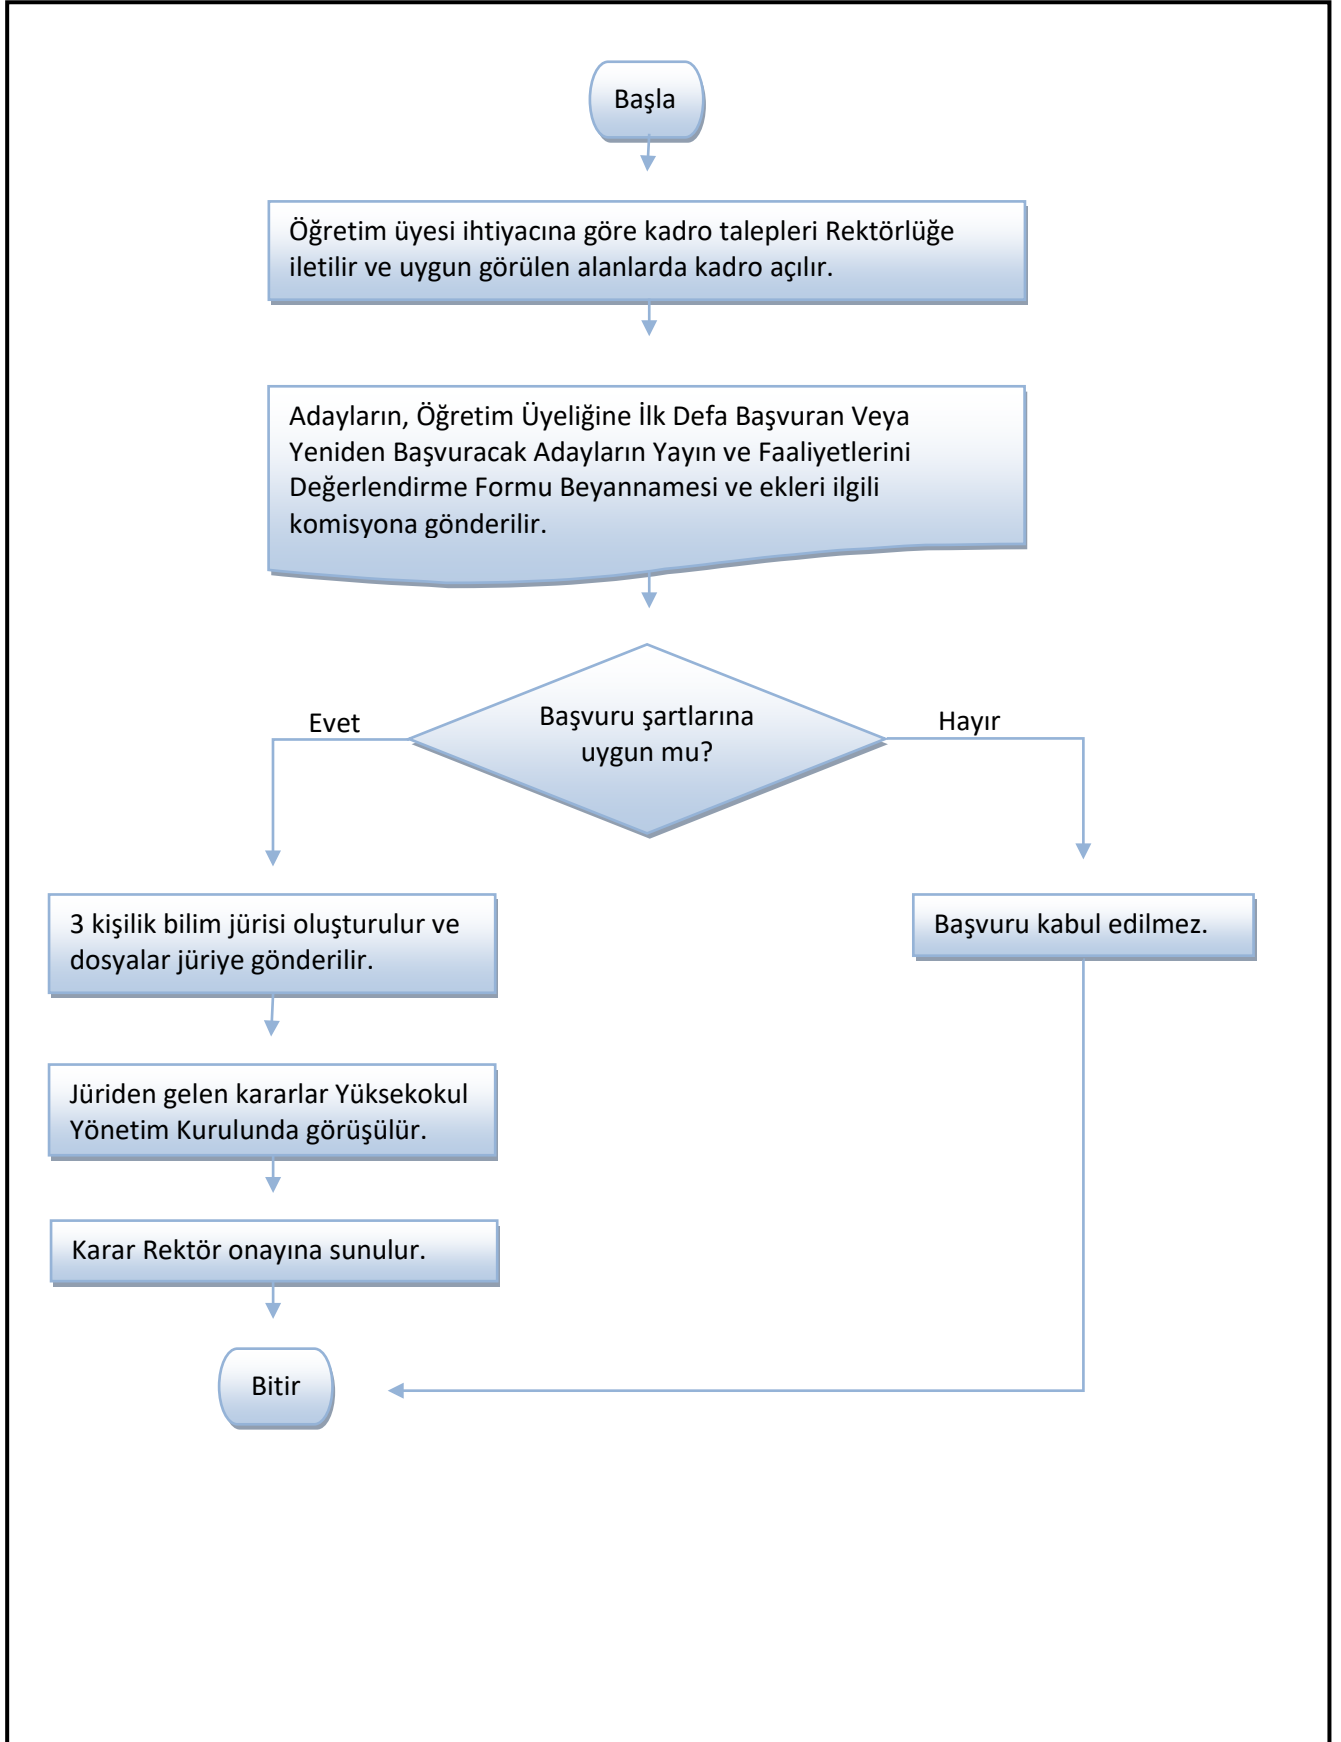 Başla
Öğretim üyesi ihtiyacına göre kadro talepleri Rektörlüğe
iletilir ve uygun görülen alanlarda kadro açılır.
Adayların, Öğretim Üyeliğine İlk Defa Başvuran Veya
Yeniden Başvuracak Adayların Yayın ve Faaliyetlerini
Değerlendirme Formu Beyannamesi ve ekleri ilgili
komisyona gönderilir.
Başvuru şartlarına
uygun mu?
Evet
Hayır
3 kişilik bilim jürisi oluşturulur ve
dosyalar jüriye gönderilir.
Başvuru kabul edilmez.
Jüriden gelen kararlar Yüksekokul
Yönetim Kurulunda görüşülür.
Karar Rektör onayına sunulur.
Bitir